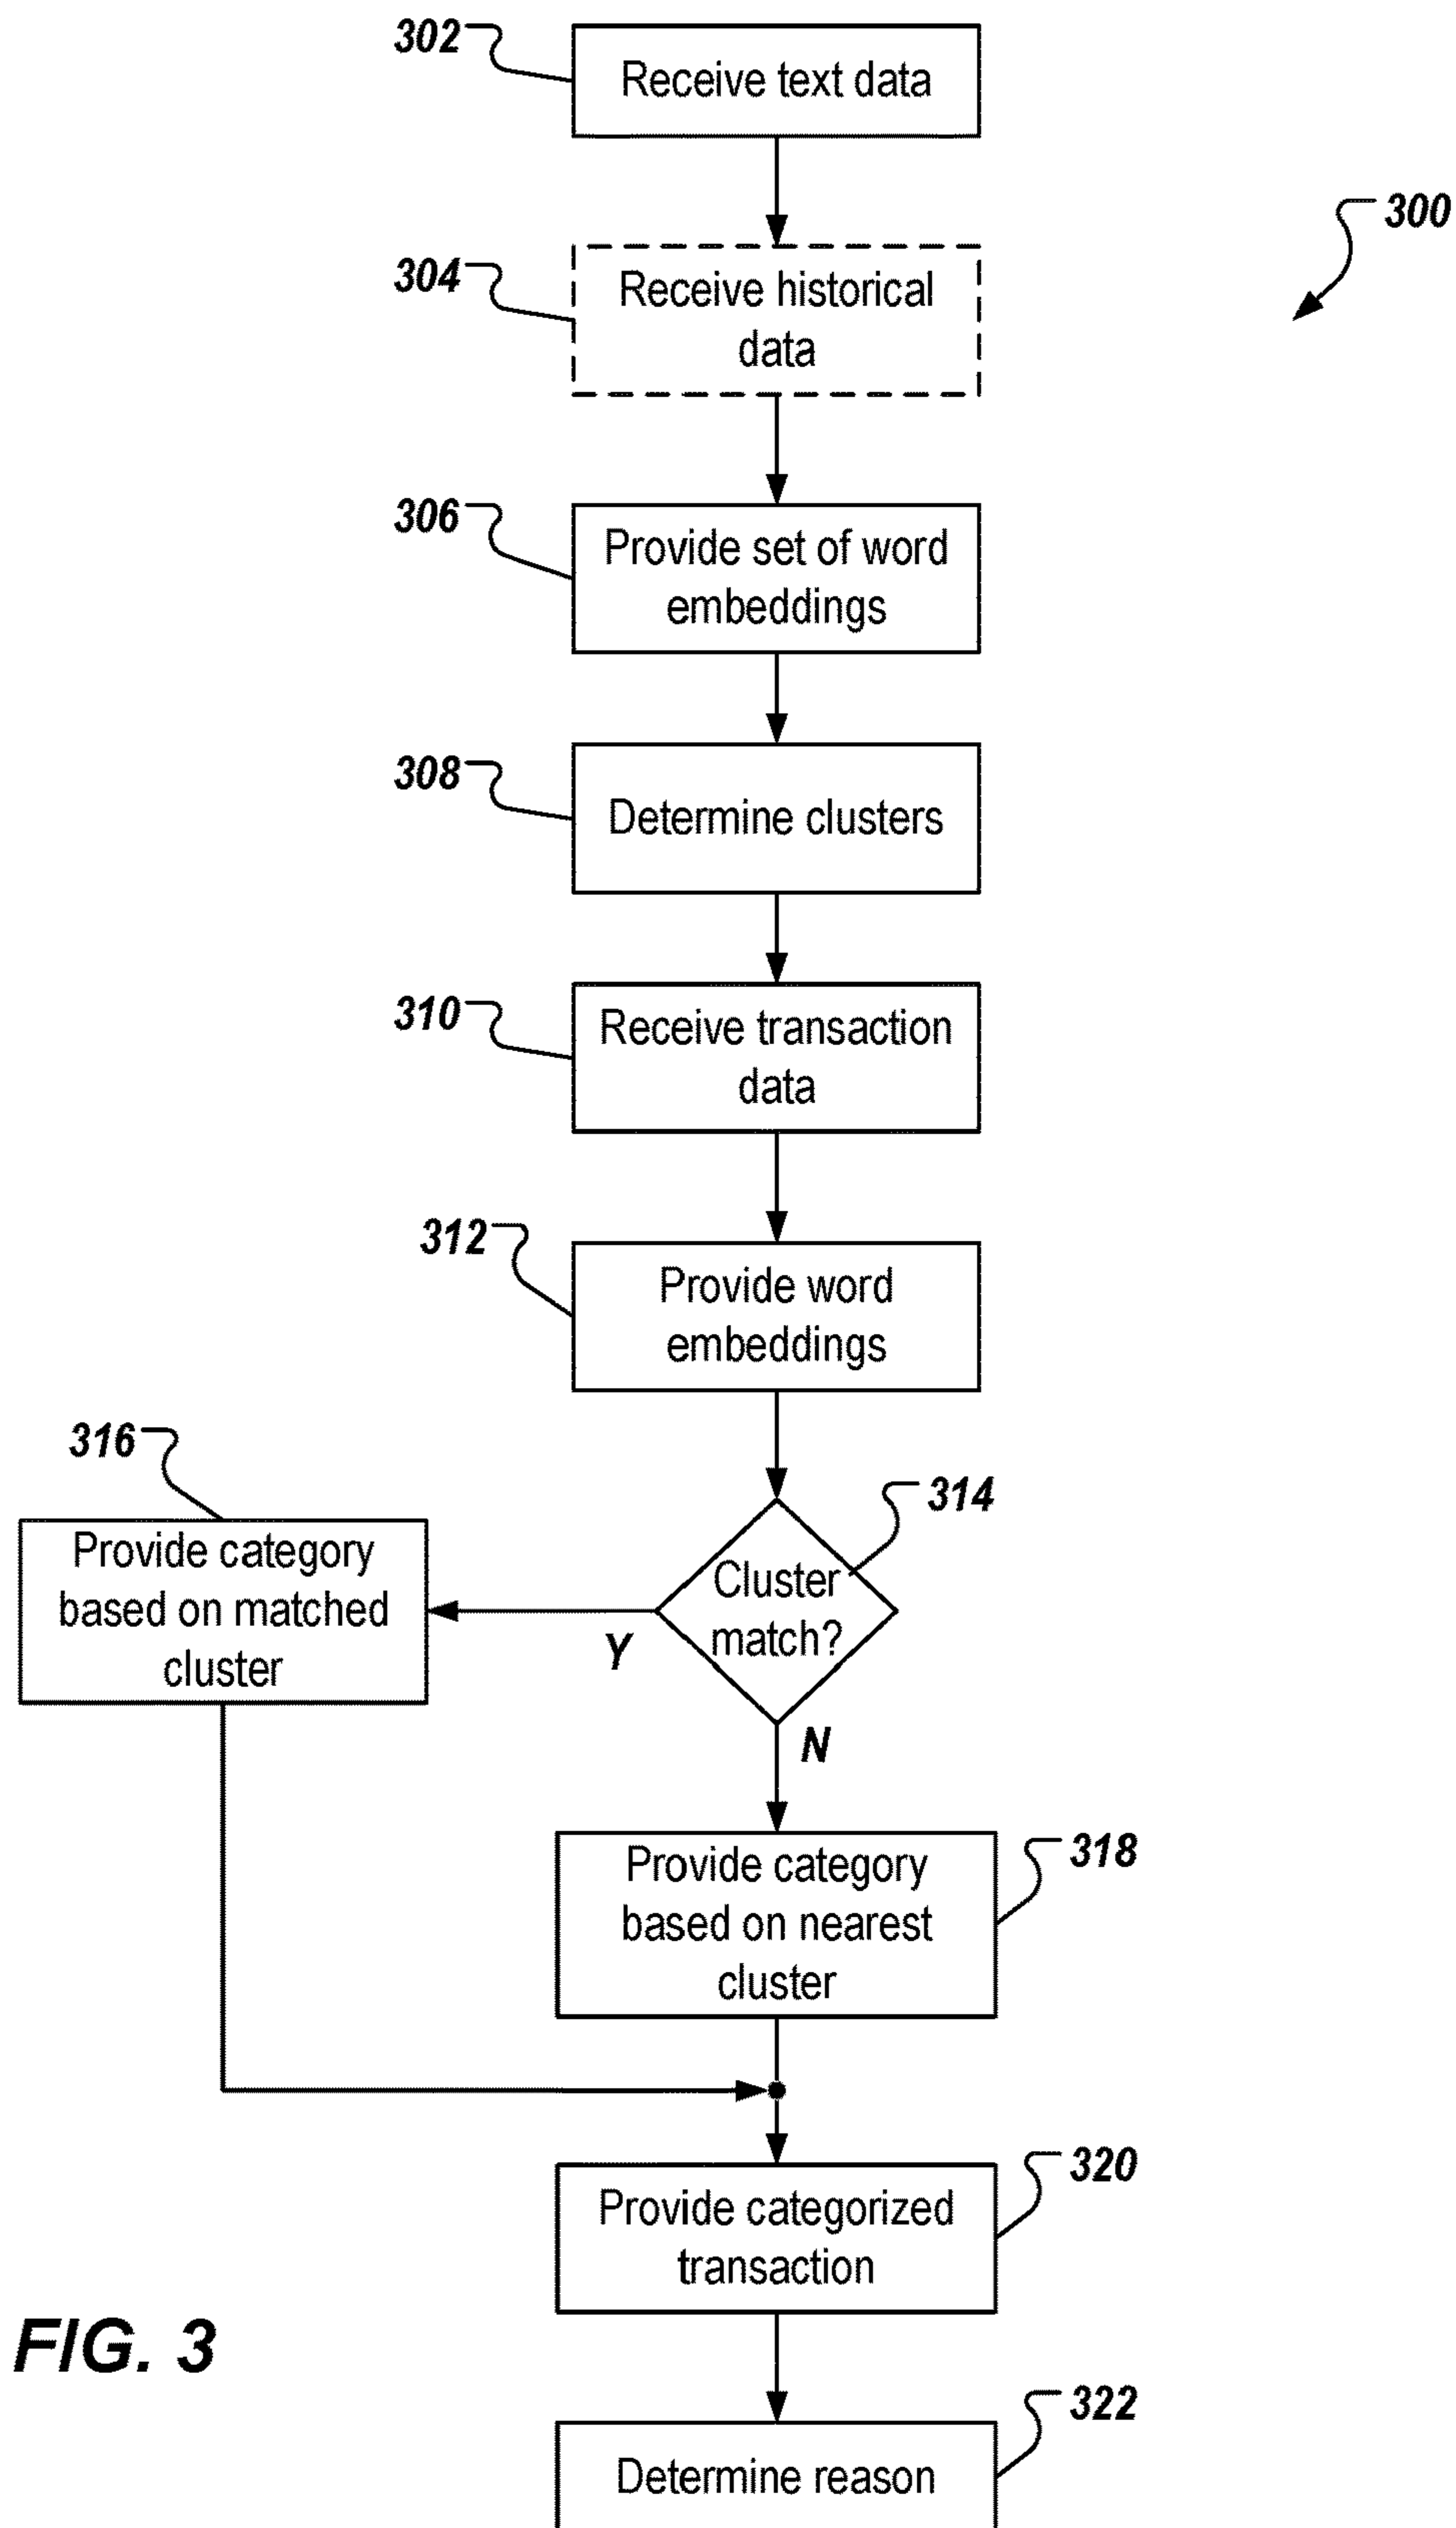 302
Receive text data
300
304
Receive historical
data
306
Provide set of word
embeddings
308
Determine clusters
310
Receive transaction
data
312
Provide word
embeddings
316
Provide category
based on matched
cluster
314
Cluster
match?
Y
N
318
Provide category
based on nearest
cluster
320
Provide categorized
transaction
FIG. 3
322
Determine reason